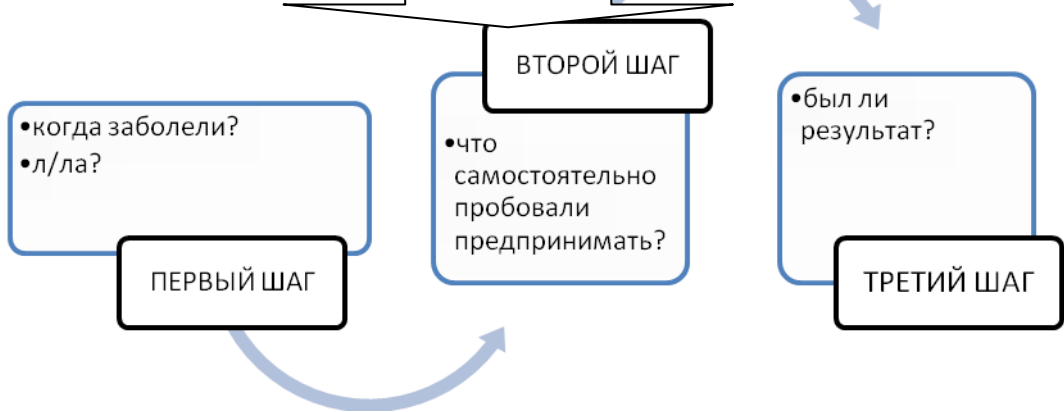 •когда заболели?
•л/ла?
ПЕРВЫЙ ШАГ
ВТОРОЙ ШАГ
•что
самостоятельно
пробовали
предпринимать?
•был ли
результат?
ТРЕТИЙ ШАГ